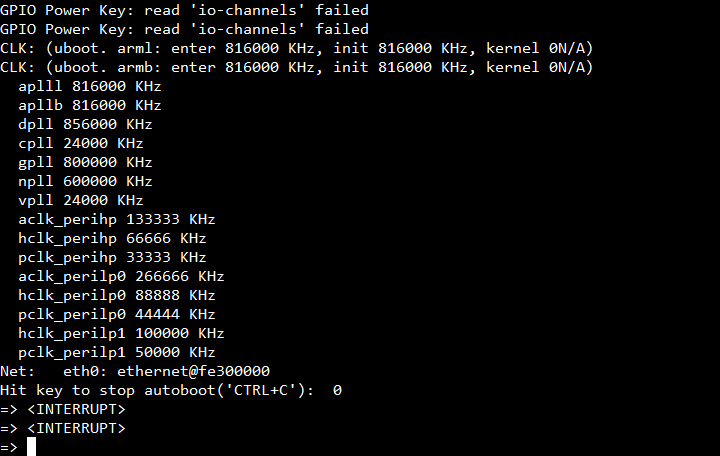 GPIO Power Key: read 'io-channels' failed
GPIO Power Key: read 'io-channels' failed
CLK: (uboot. arml: enter 816000 KHz, init 816000 KHz, kernel 0N/A)
CLK: (uboot. armb: enter 816000 KHz, init 816000 KHz, kernel 0N/A)
  aplll 816000 KHz
  apllb 816000 KHz
  dpll 856000 KHz
  cpll 24000 KHz
  gpll 800000 KHz
  npll 600000 KHz
  vpll 24000 KHz
  aclk_perihp 133333 KHz
  hclk_perihp 66666 KHz
  pclk_perihp 33333 KHz
  aclk_perilp0 266666 KHz
  hclk_perilp0 88888 KHz
  pclk_perilp0 44444 KHz
  hclk_perilp1 100000 KHz
  pclk_perilp1 50000 KHz
Net:   eth0: ethernet@fe300000
Hit key to stop autoboot('CTRL+C'):  0
=> <INTERRUPT>
=> <INTERRUPT>
=>